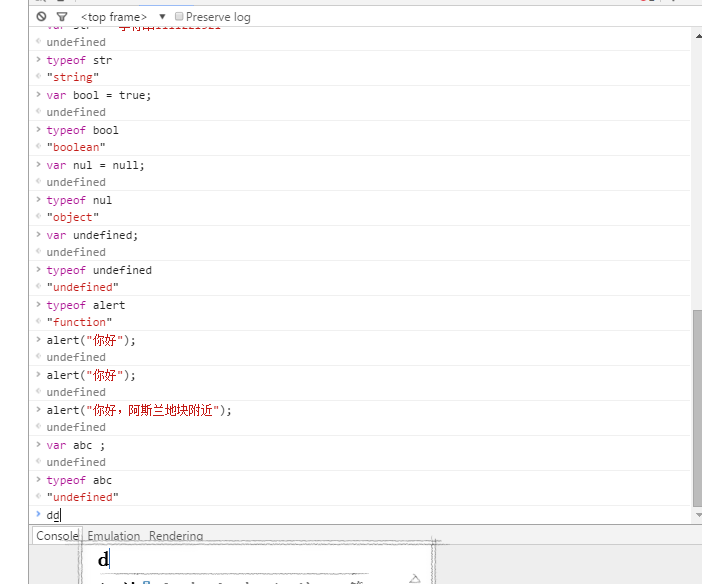 <top frame> ▼ Preserve log
undefined
typeof str
"string"
var bool = true;
undefined
typeof bool
"boolean"
var nul = null;
undefined
typeof nul
"object"
var undefined;
undefined
typeof undefined
"undefined"
typeof alert
"function"
alert("你好");
undefined
alert("你好");
undefined
alert("你好，阿斯兰地块附近");
undefined
var abc ;
undefined
typeof abc
"undefined"
dd
Console Emulation Rendering
d